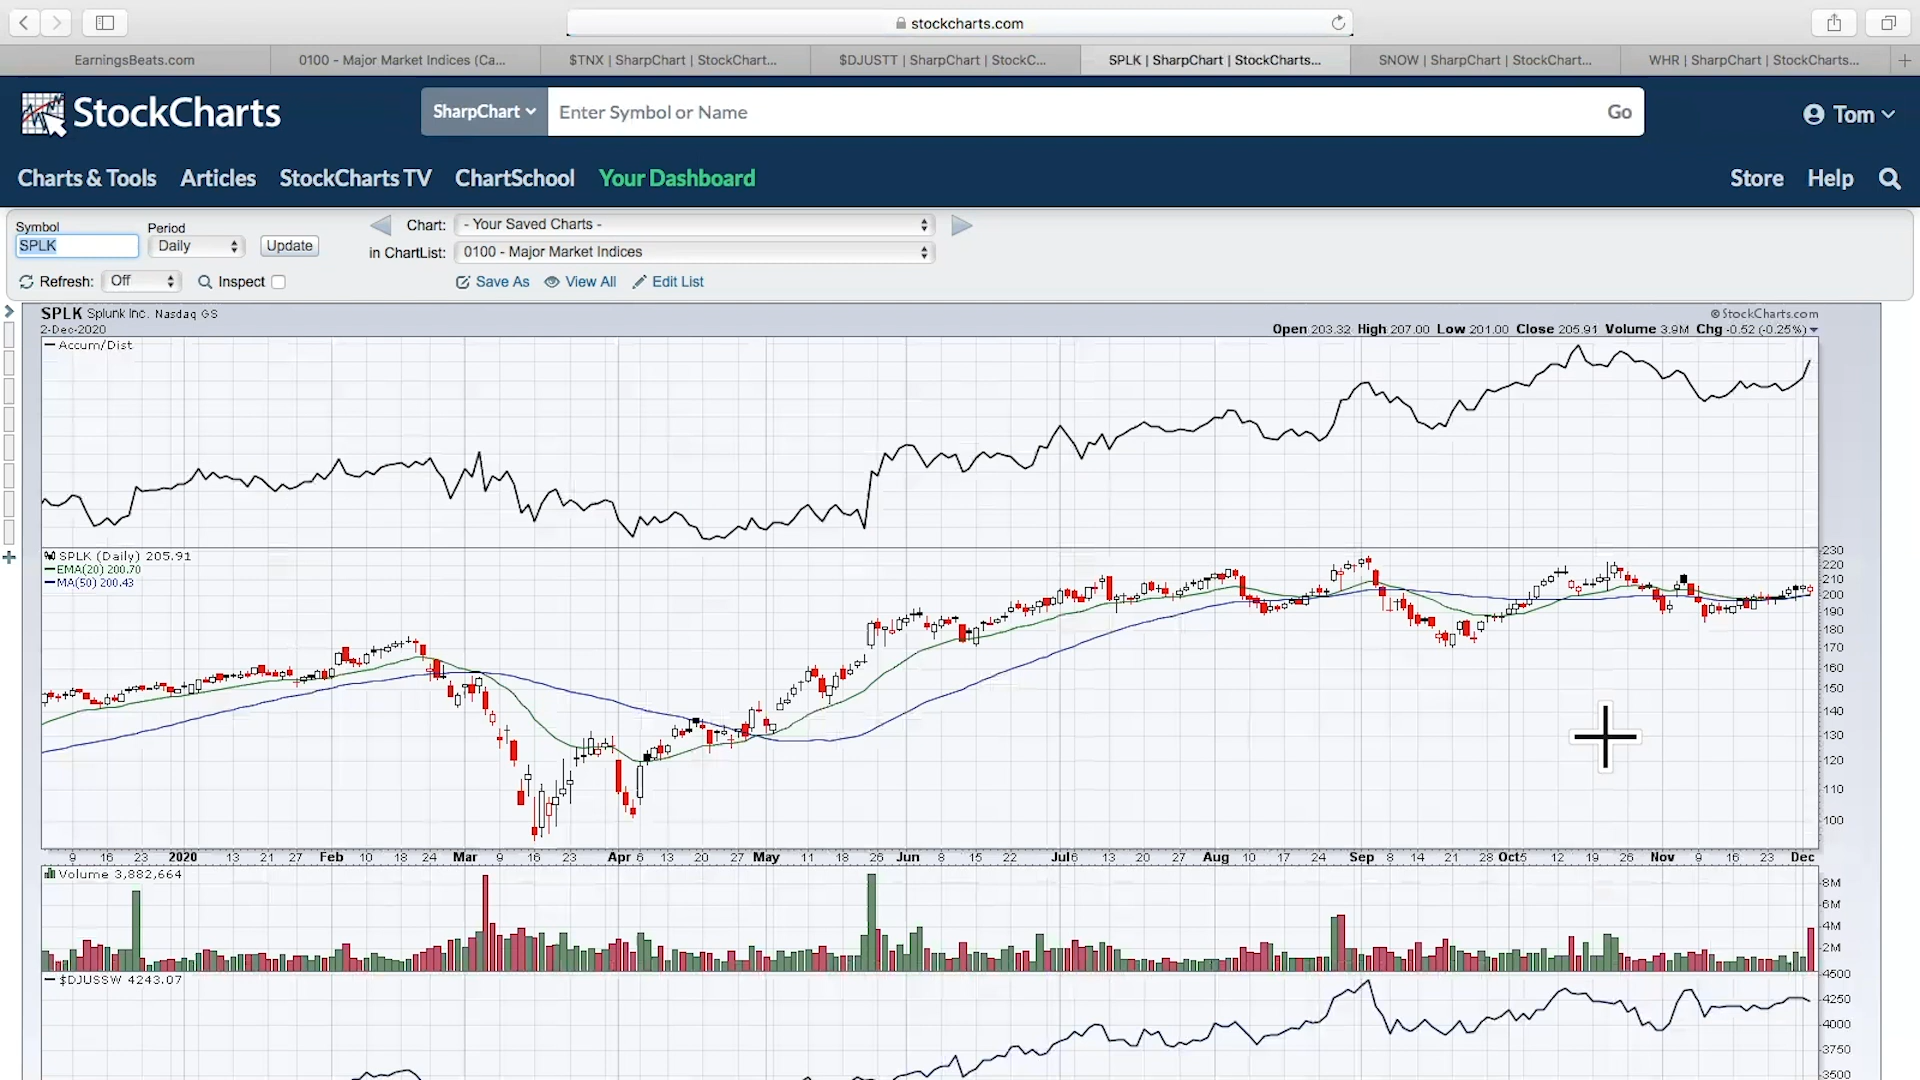 stockcharts.com
EarningsBeats.com
0100 - Major Market Indices (Ca...
$TNX | SharpChart | StockChart...
$DJUSTT | SharpChart | StockC...
SPLK | SharpChart | StockCharts...
SNOW | SharpChart | StockChart...
WHR | SharpChart | StockCharts...
StockCharts
SharpChart
Enter Symbol or Name
Go
Tom
Charts & Tools
Articles
StockCharts TV
ChartSchool
Your Dashboard
Store
Help
Symbol
Period
SPLK
Daily
Update
Chart:
- Your Saved Charts -
in ChartList:
0100 - Major Market Indices
Refresh:
Off
Inspect
Save As
View All
Edit List
SPLK Splunk Inc. Nasdaq GS
© StockCharts.com
2-Dec-2020
Open 203.32 High 207.00 Low 201.00 Close 205.91 Volume 3.9M Chg -0.52 (-0.25%)
Accum/Dist
SPLK (Daily) 205.91
EMA(20) 200.70
MA(50) 200.43
230
220
210
200
190
180
170
160
150
140
130
120
110
100
9 16 23 2020 13 21 27 Feb 10 18 24 Mar 9 16 23 Apr 6 13 20 27 May 11 18 26 Jun 8 15 22 Jul 6 13 20 27 Aug 10 17 24 Sep 8 14 21 28 Oct 5 12 19 26 Nov 9 16 23 Dec
Volume 3,882,664
8M
6M
4M
2M
$DJUSSW 4243.07
4500
4250
4000
3750
3500